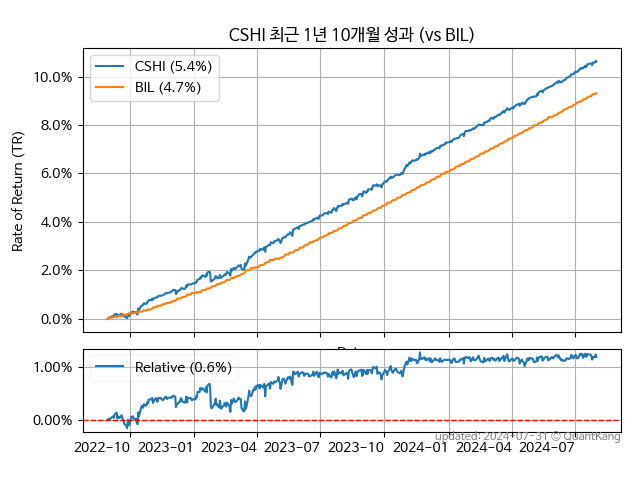 CSHI 최근 1년 10개월 성과 (vs BIL)
CSHI (5.4%)
BIL (4.7%)
Rate of Return (TR)
10.0%
8.0%
6.0%
4.0%
2.0%
0.0%
Relative (0.6%)
1.00%
0.00%
2022-10 2023-01 2023-04 2023-07 2023-10 2024-01 2024-04 2024-07
updated: 2024-07-31 © QuantKang